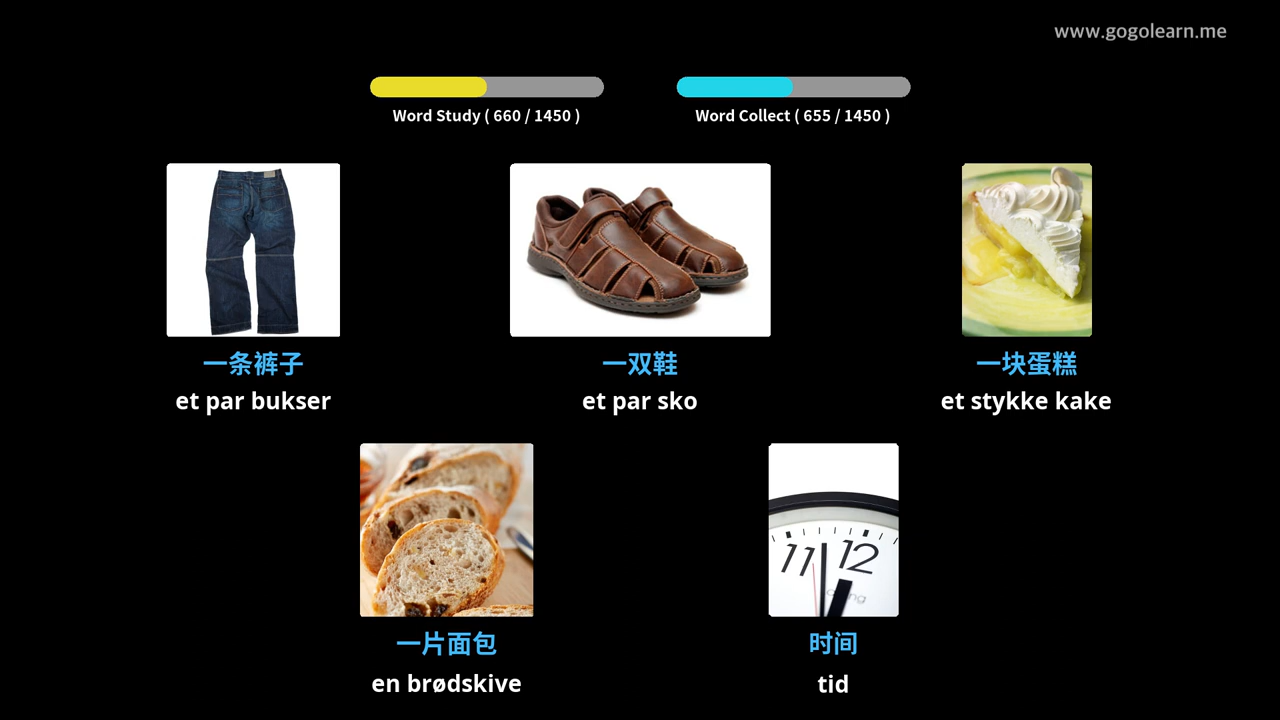 www.gogolearn.me
Word Study ( 660 / 1450 )
Word Collect ( 655 / 1450 )
一条裤子
et par bukser
一双鞋
et par sko
一块蛋糕
et stykke kake
11 12
一片面包
en brødskive
时间
tid